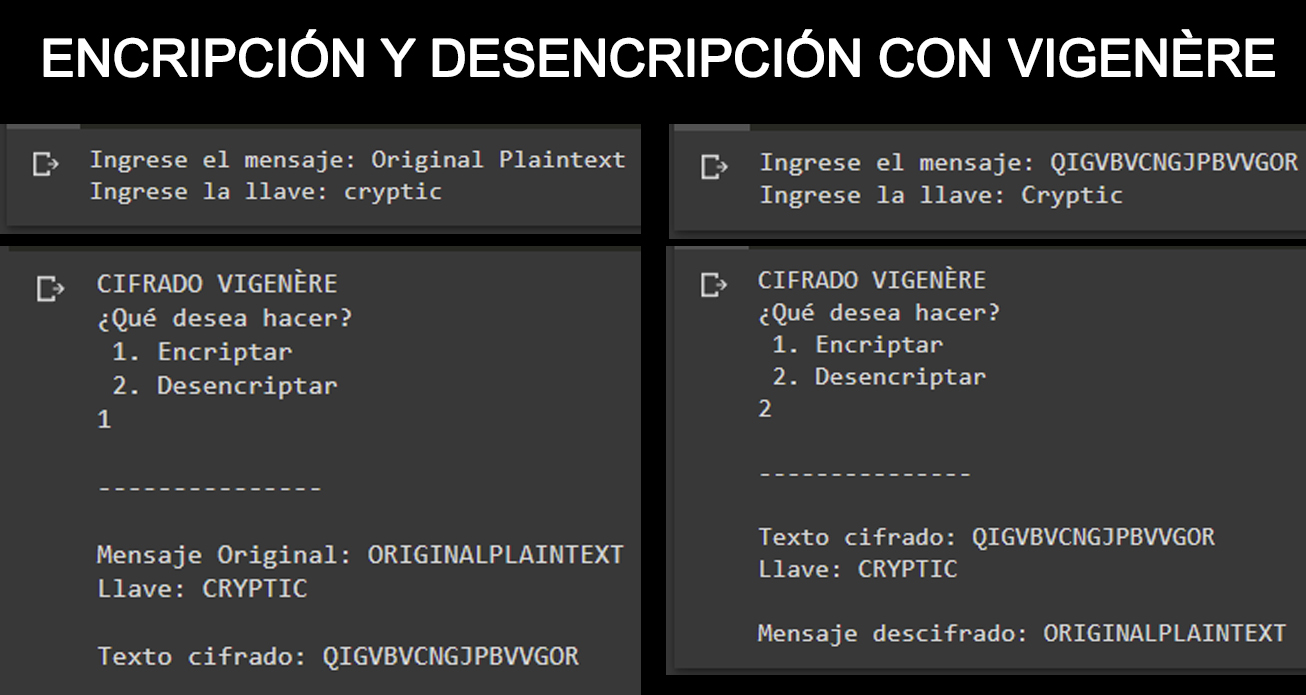 ENCRIPCIÓN Y DESENCRIPCIÓN CON VIGENÈRE
Ingrese el mensaje: Original Plaintext
Ingrese la llave: cryptic
CIFRADO VIGENÈRE
¿Qué desea hacer?
1. Encriptar
2. Desencriptar
1
---------------
Mensaje Original: ORIGINALPLAINTEXT
Llave: CRYPTIC
Texto cifrado: QIGVBVCNGJPBVVGOR
Ingrese el mensaje: QIGVBVCNGJPBVVGOR
Ingrese la llave: Cryptic
CIFRADO VIGENÈRE
¿Qué desea hacer?
1. Encriptar
2. Desencriptar
2
---------------
Texto cifrado: QIGVBVCNGJPBVVGOR
Llave: CRYPTIC
Mensaje descifrado: ORIGINALPLAINTEXT